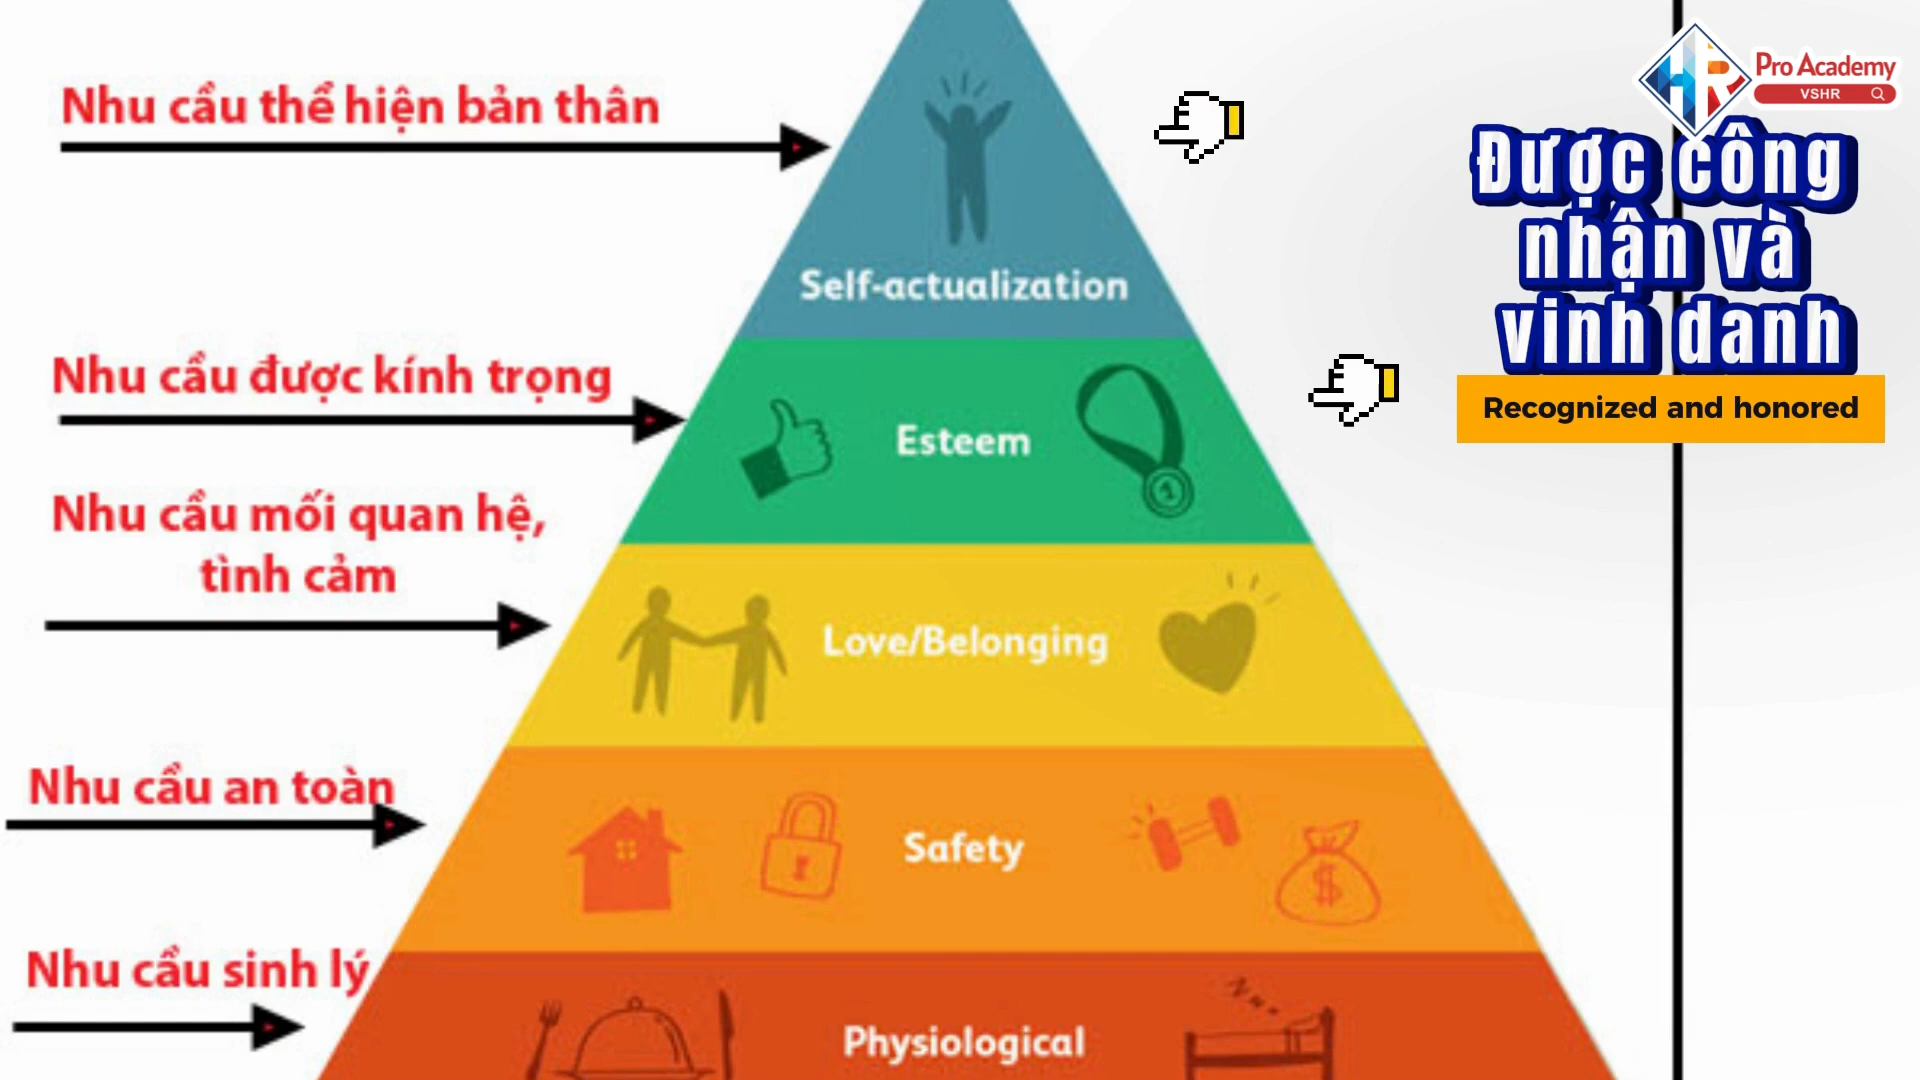 Pro Academy
VSHR
Nhu cầu thể hiện bản thân
Được công
nhận và
vinh danh
Recognized and honored
Self-actualization
Nhu cầu được kính trọng
Esteem
1
Nhu cầu mối quan hệ,
tình cảm
Love/Belonging
Nhu cầu an toàn
Safety
$
Nhu cầu sinh lý
Physiological